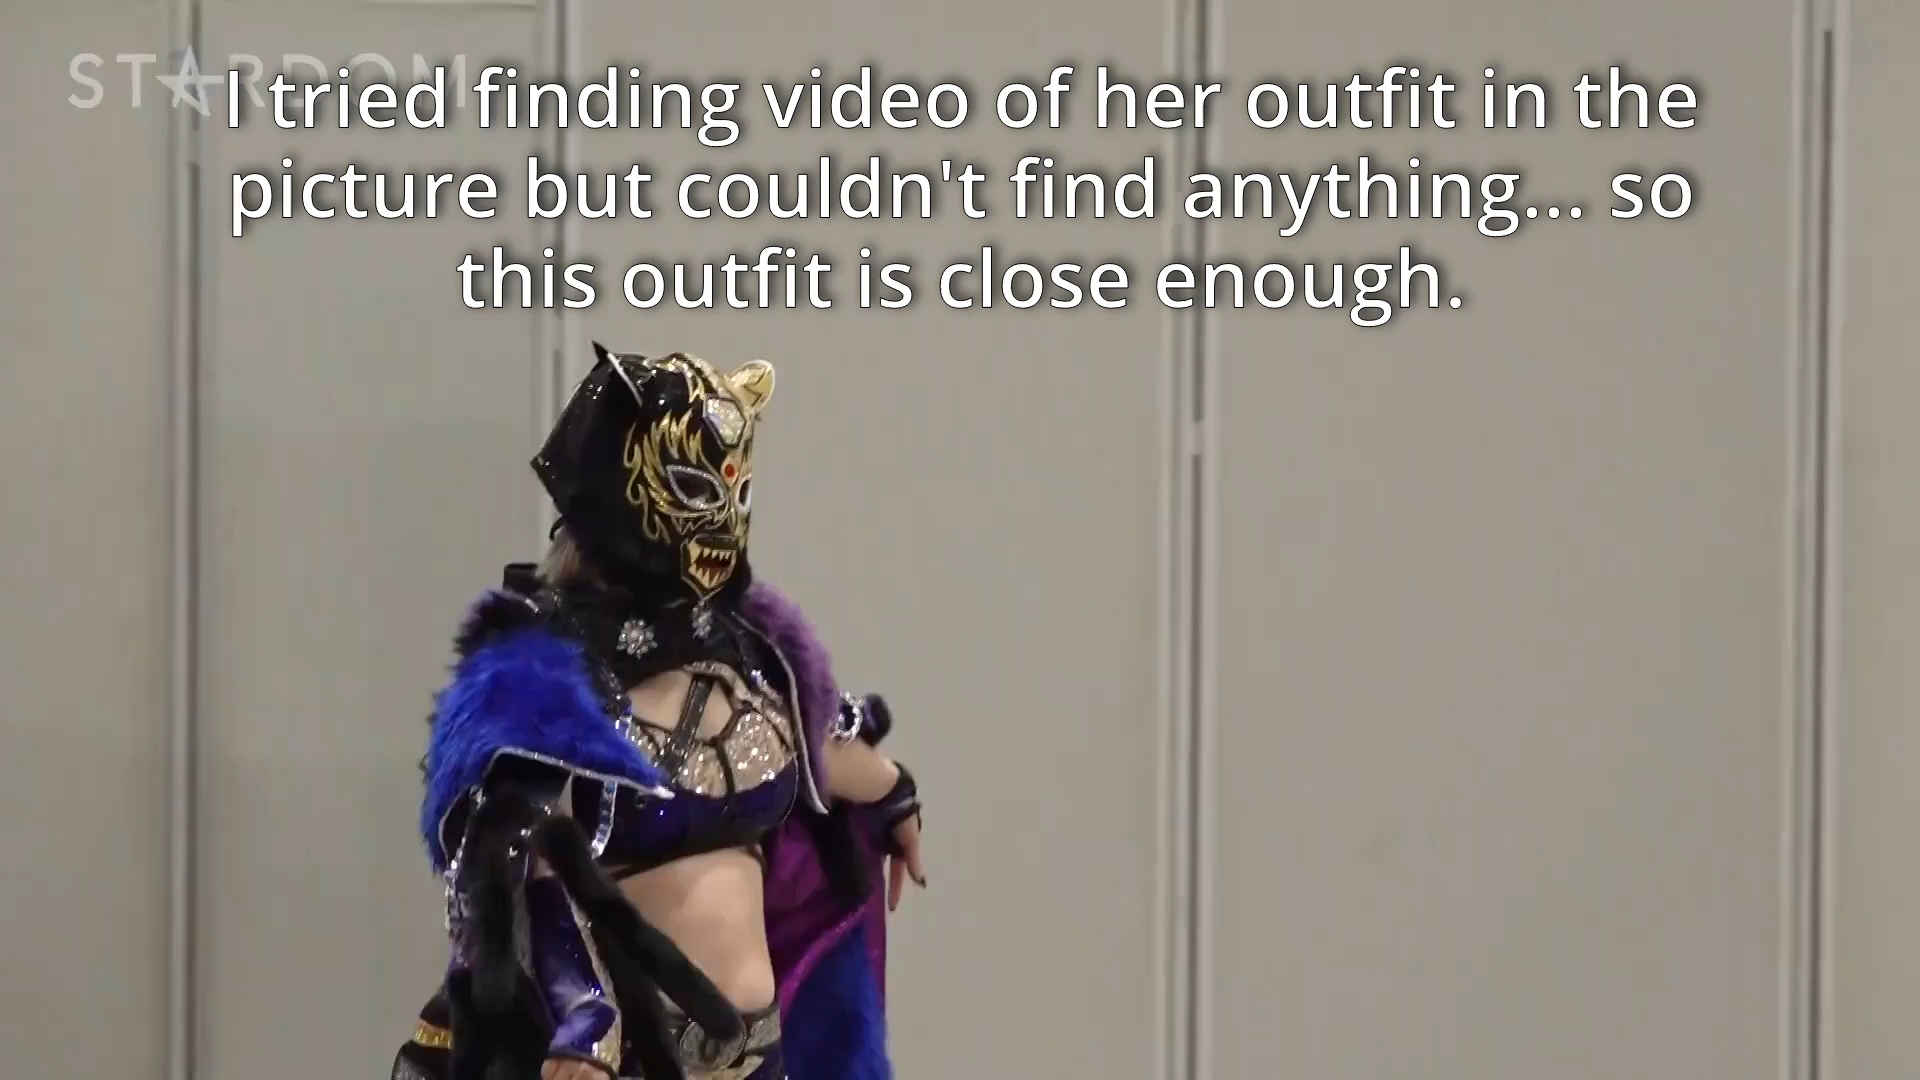 STARDOM
I tried finding video of her outfit in the
picture but couldn't find anything... so
this outfit is close enough.